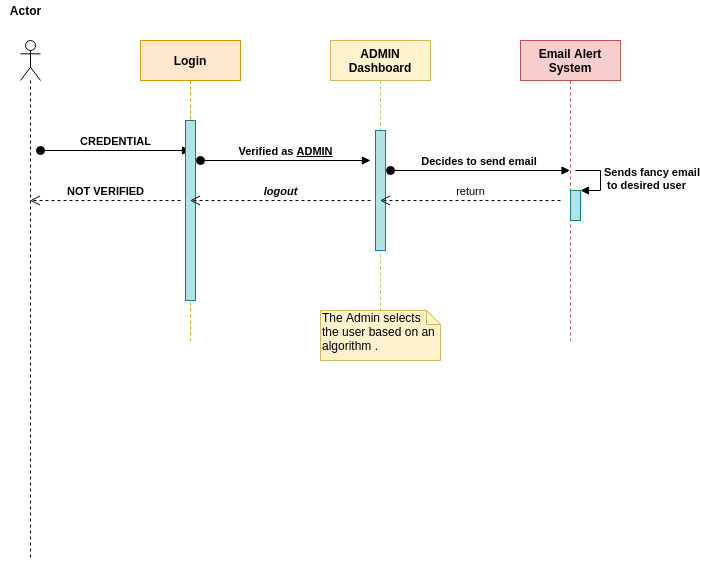 Actor
Login
ADMIN
Dashboard
Email Alert
System
CREDENTIAL
Verified as ADMIN
Decides to send email
Sends fancy email
to desired user
NOT VERIFIED
logout
return
The Admin selects
the user based on an
algorithm .